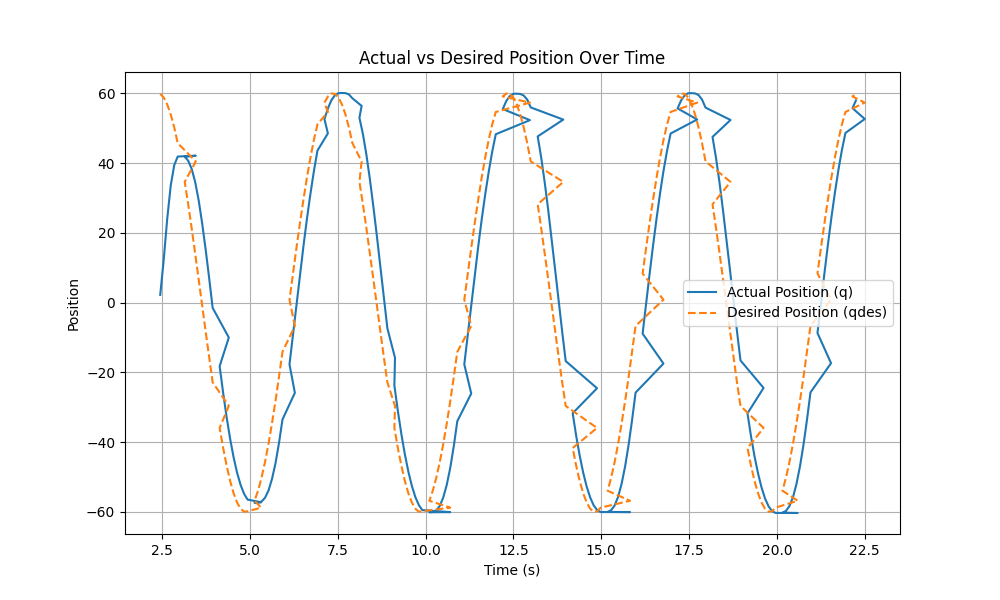 Actual vs Desired Position Over Time
60
40
20
0
−20
−40
−60
Position
Actual Position (q)
Desired Position (qdes)
2.5 5.0 7.5 10.0 12.5 15.0 17.5 20.0 22.5
Time (s)